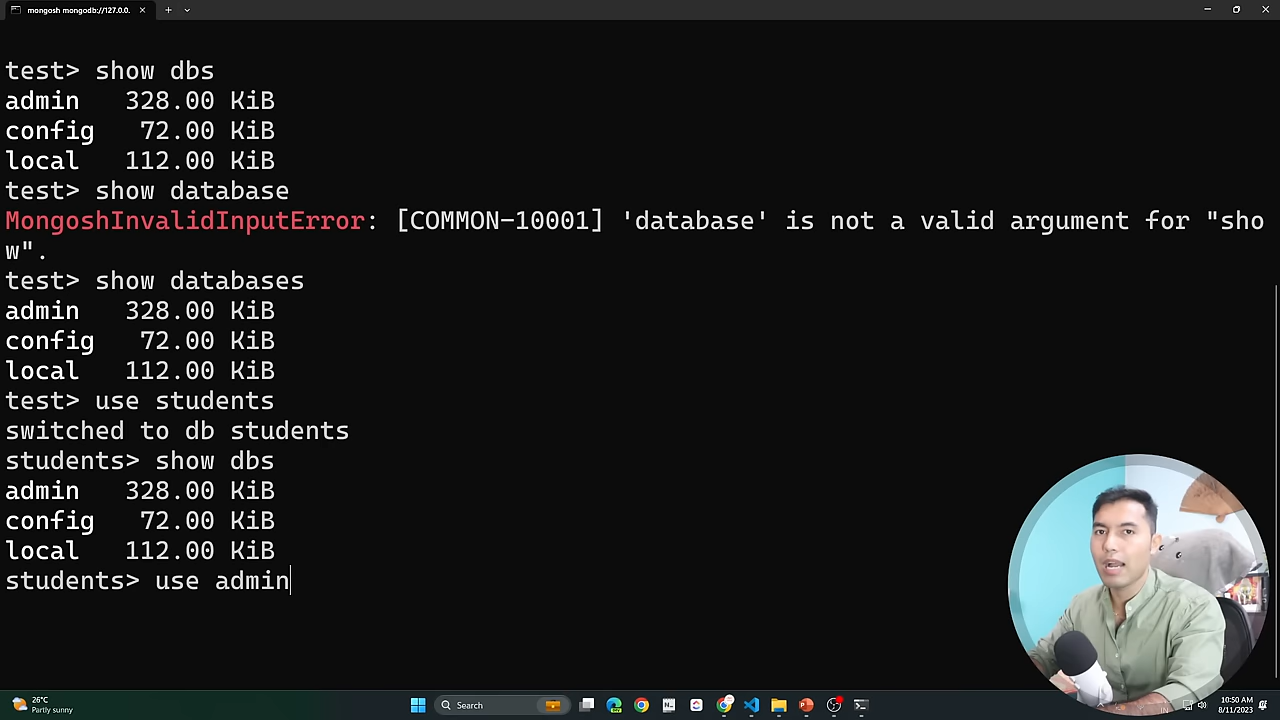 mongosh mongodb://127.0.0.
test> show dbs
admin 328.00 KiB
config 72.00 KiB
local 112.00 KiB
test> show database
MongoshInvalidInputError: [COMMON-10001] 'database' is not a valid argument for "sho
w".
test> show databases
admin 328.00 KiB
config 72.00 KiB
local 112.00 KiB
test> use students
switched to db students
students> show dbs
admin 328.00 KiB
config 72.00 KiB
local 112.00 KiB
students> use admin
26°C
Partly sunny
Search
IN
10:50 AM
8/11/2023